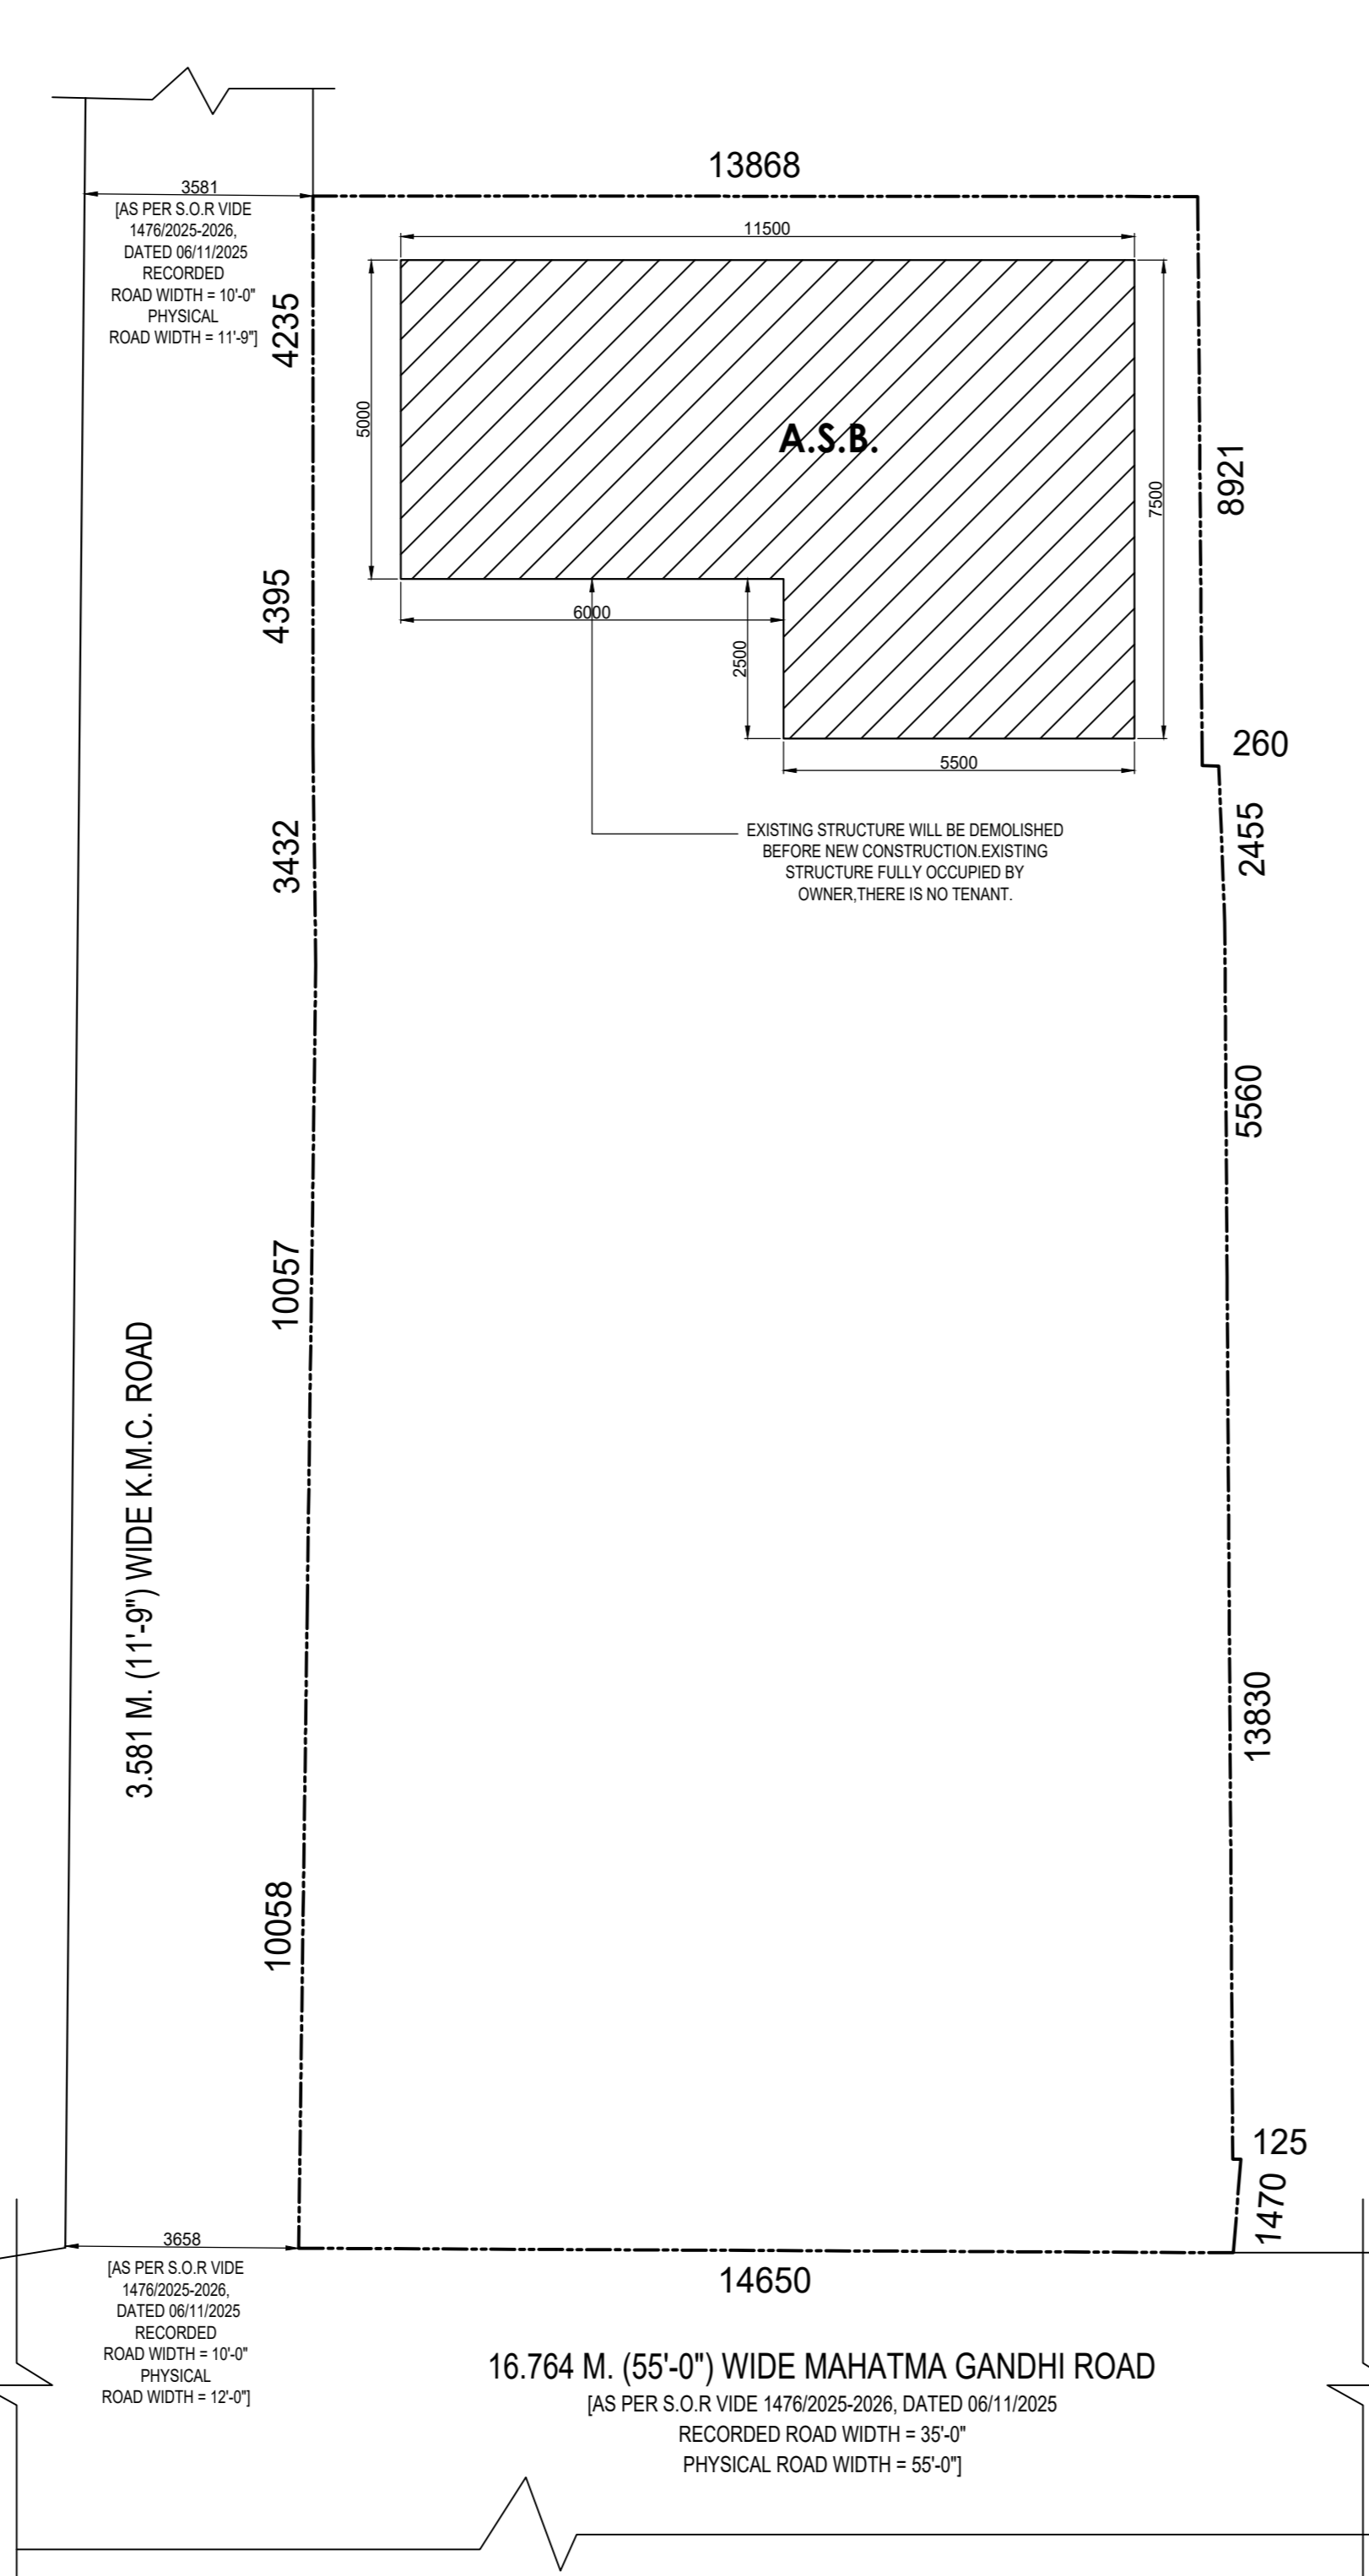 13868
3581
[AS PER S.O.R VIDE
1476/2025-2026,
DATED 06/11/2025
RECORDED
ROAD WIDTH = 10'-0"
PHYSICAL
ROAD WIDTH = 11'-9"]
4235
11500
5000
A.S.B.
7500
8921
4395
6000
2500
5500
260
3432
EXISTING STRUCTURE WILL BE DEMOLISHED
BEFORE NEW CONSTRUCTION.EXISTING
STRUCTURE FULLY OCCUPIED BY
OWNER,THERE IS NO TENANT.
2455
5560
10057
3.581 M. (11'-9") WIDE K.M.C. ROAD
13830
10058
125
1470
3658
[AS PER S.O.R VIDE
1476/2025-2026,
DATED 06/11/2025
RECORDED
ROAD WIDTH = 10'-0"
PHYSICAL
ROAD WIDTH = 12'-0"]
14650
16.764 M. (55'-0") WIDE MAHATMA GANDHI ROAD
[AS PER S.O.R VIDE 1476/2025-2026, DATED 06/11/2025
RECORDED ROAD WIDTH = 35'-0"
PHYSICAL ROAD WIDTH = 55'-0"]